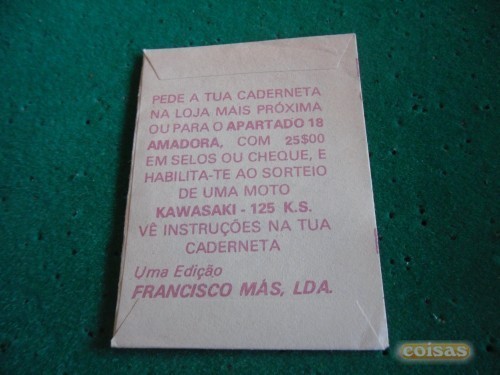 PEDE A TUA CADERNETA
NA LOJA MAIS PRÓXIMA
OU PARA O APARTADO 18
AMADORA, COM 25$00
EM SELOS OU CHEQUE, E
HABILITA-TE AO SORTEIO
DE UMA MOTO
KAWASAKI - 125 K.S.
VÊ INSTRUÇÕES NA TUA
CADERNETA
Uma Edição
FRANCISCO MÁS, LDA.
coisas